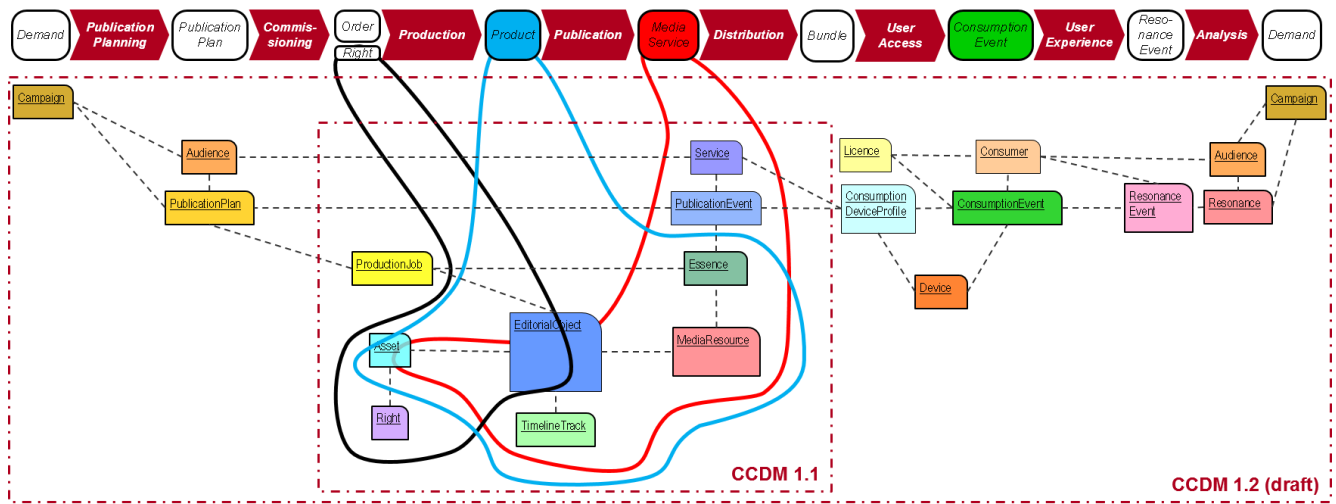 Demand
Publication
Planning
Publication
Plan
Commis-
sioning
Order
Right
Production
Product
Publication
Media
Service
Distribution
Bundle
User
Access
Consumption
Event
User
Experience
Reso-
nance
Event
Analysis
Demand
Campaign
Campaign
Audience
Service
Licence
Consumer
Audience
PublicationPlan
PublicationEvent
Consumption
DeviceProfile
ConsumptionEvent
Resonance
Event
Resonance
ProductionJob
Essence
Device
EditorialObject
Asset
MediaResource
Right
TimelineTrack
CCDM 1.1
CCDM 1.2 (draft)